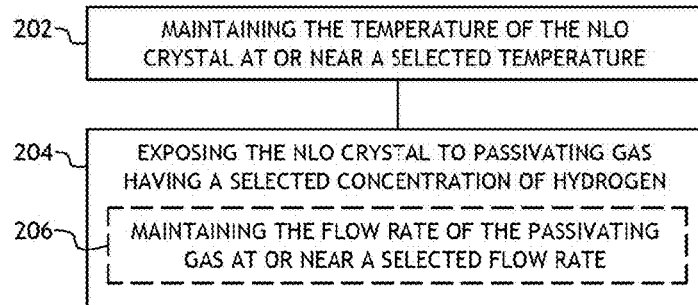 202
MAINTAINING THE TEMPERATURE OF THE NLO
CRYSTAL AT OR NEAR A SELECTED TEMPERATURE
204
EXPOSING THE NLO CRYSTAL TO PASSIVATING GAS
HAVING A SELECTED CONCENTRATION OF HYDROGEN
206
MAINTAINING THE FLOW RATE OF THE PASSIVATING
GAS AT OR NEAR A SELECTED FLOW RATE